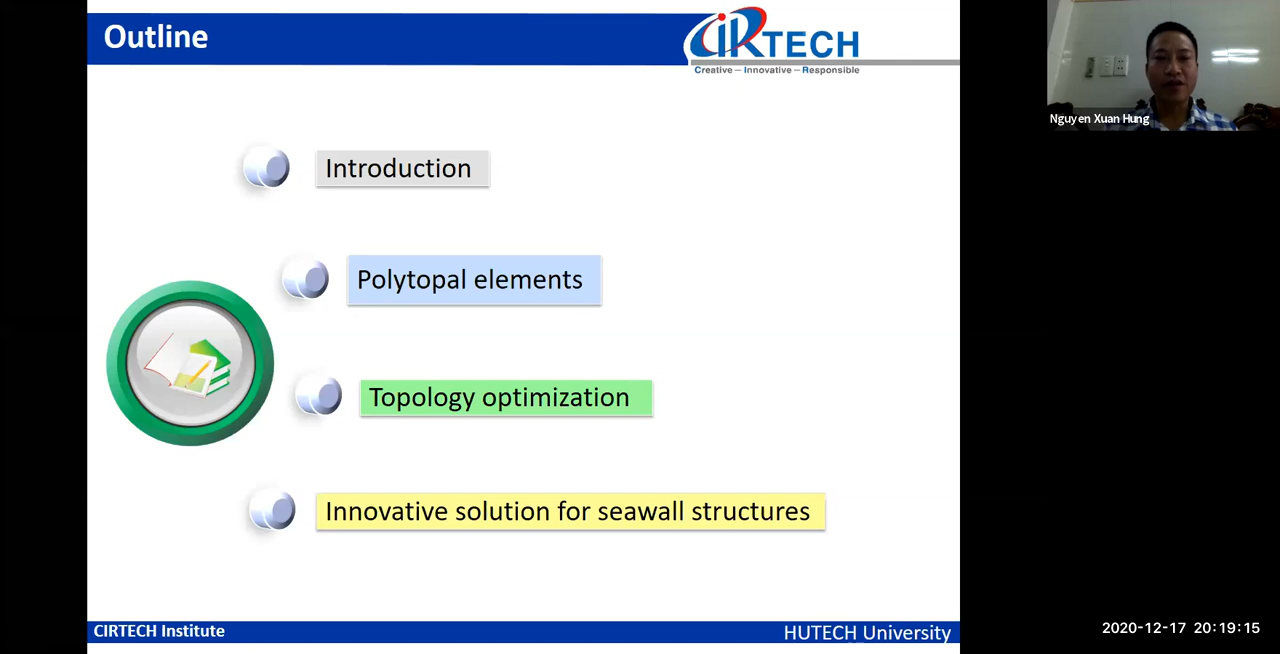 Outline
CIRTECH
Creative – Innovative – Responsible
Nguyen Xuan Hung
Introduction
Polytopal elements
Topology optimization
Innovative solution for seawall structures
CIRTECH Institute
HUTECH University
2020-12-17 20:19:15